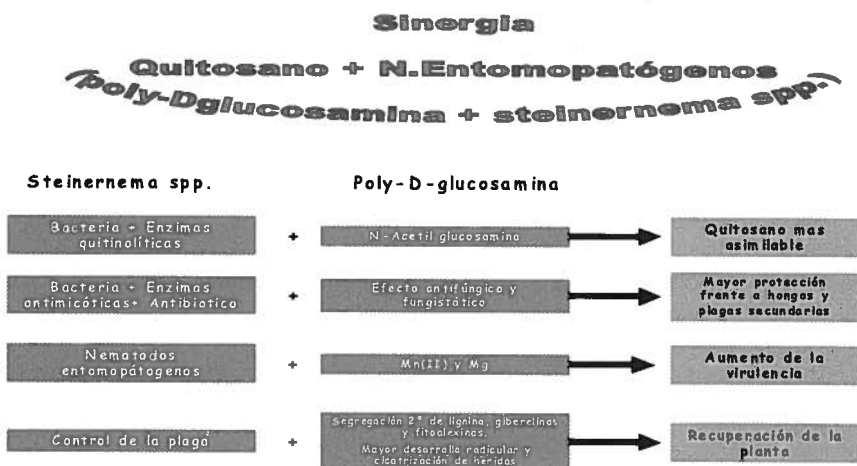 Sinergia
Quitosano + N.Entomopatógenos
(poly-Dglucosamina + steinernema spp.)
Steinernema spp.
Poly-D-glucosamina
Bacteria + Enzimas
quitinolíticas
+
N-Acetil glucosamina
Quitosano mas
asimilable
Bacteria + Enzimas
antimicóticas+ Antibiotico
+
Efecto antifúngico y
fungistático
Mayor protección
frente a hongos y
plagas secundarias
Nematodos
entomopátogenos
+
Mn(II) y Mg
Aumento de la
virulencia
Control de la plaga
+
Segregación 2ª de lignina, giberelinas
y fitoalexinas.
Mayor desarrollo radicular y
cicatrización de heridas
Recuperación de la
planta